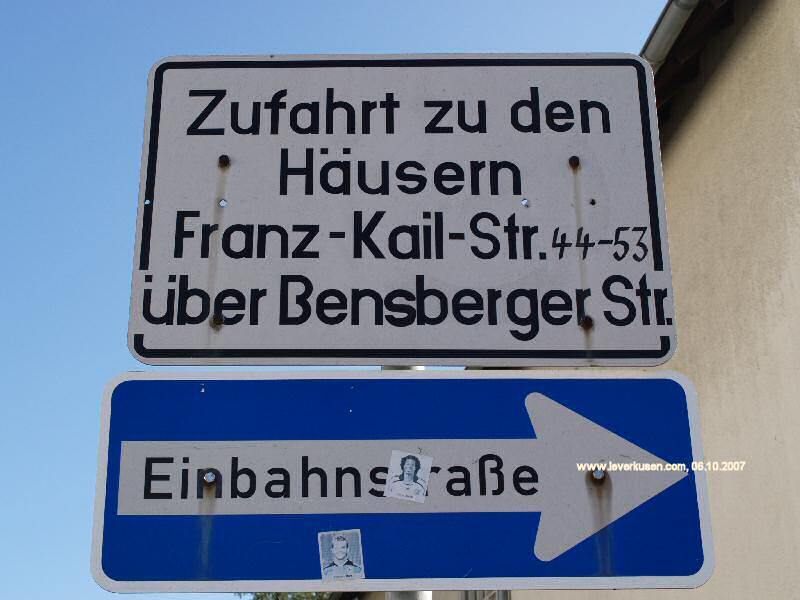 Zufahrt zu den
Häusern
Franz-Kail-Str. 44-53
über Bensberger Str.
Einbahnstraße
www.leverkusen.com, 06.10.2007